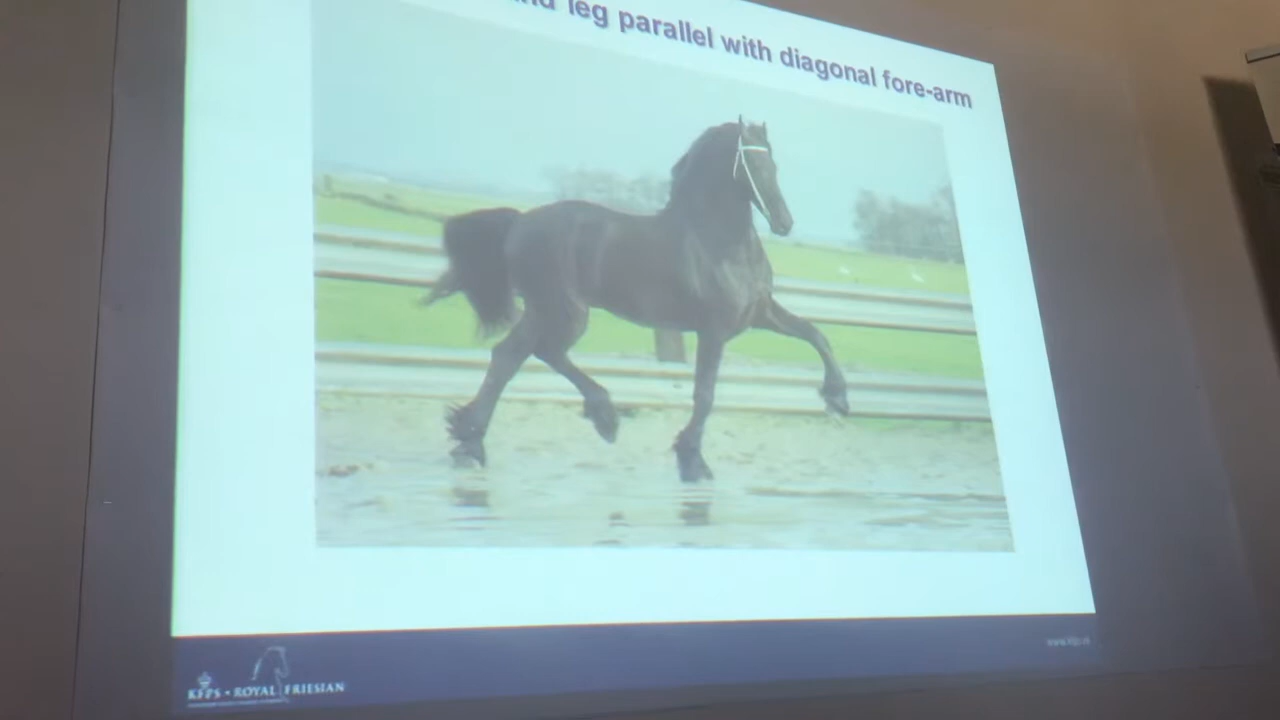 leg parallel with diagonal fore-arm
KFPS • ROYAL FRIESIAN